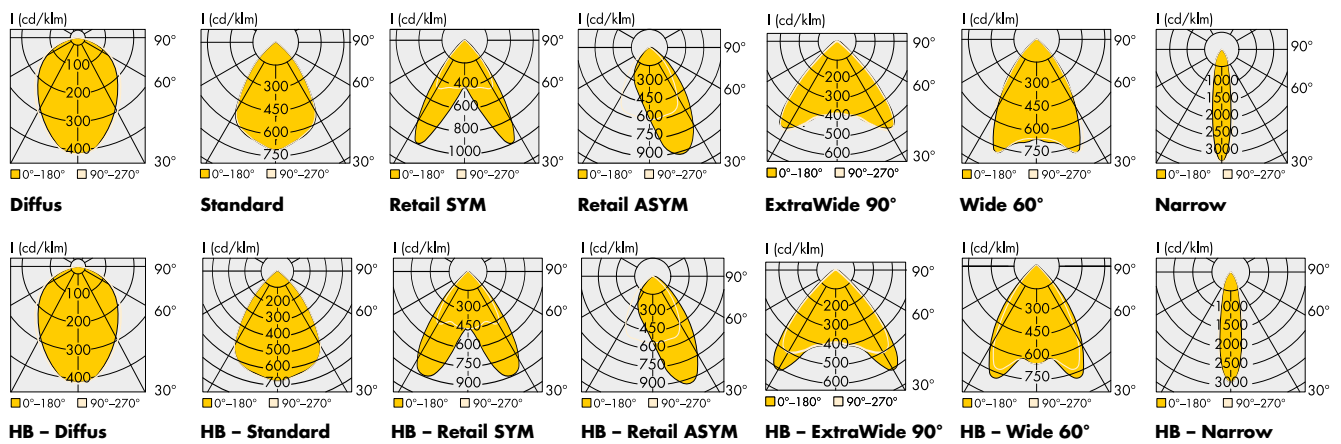 I (cd/klm) I (cd/klm) I (cd/klm) I (cd/klm) I (cd/klm) I (cd/klm) I (cd/klm)
90° 60° 30° 100 200 300 400
90° 60° 30° 300 450 600 750
90° 60° 30° 400 600 800 1000
90° 60° 30° 300 450 600 750 900
90° 60° 30° 200 300 400 500 600
90° 60° 30° 300 450 600 750
90° 60° 30° 1000 1500 2000 2500 3000
0°–180° 90°–270° 0°–180° 90°–270° 0°–180° 90°–270° 0°–180° 90°–270° 0°–180° 90°–270° 0°–180° 90°–270° 0°–180° 90°–270°
Diffus Standard Retail SYM Retail ASYM ExtraWide 90° Wide 60° Narrow
I (cd/klm) I (cd/klm) I (cd/klm) I (cd/klm) I (cd/klm) I (cd/klm) I (cd/klm)
90° 60° 30° 100 200 300 400
90° 60° 30° 200 300 400 500 600 700
90° 60° 30° 300 450 600 750 900
90° 60° 30° 300 450 600 750 900
90° 60° 30° 200 300 400 500 600
90° 60° 30° 300 450 600 750
90° 60° 30° 1000 1500 2000 2500 3000
0°–180° 90°–270° 0°–180° 90°–270° 0°–180° 90°–270° 0°–180° 90°–270° 0°–180° 90°–270° 0°–180° 90°–270° 0°–180° 90°–270°
HB – Diffus HB – Standard HB – Retail SYM HB – Retail ASYM HB – ExtraWide 90° HB – Wide 60° HB – Narrow